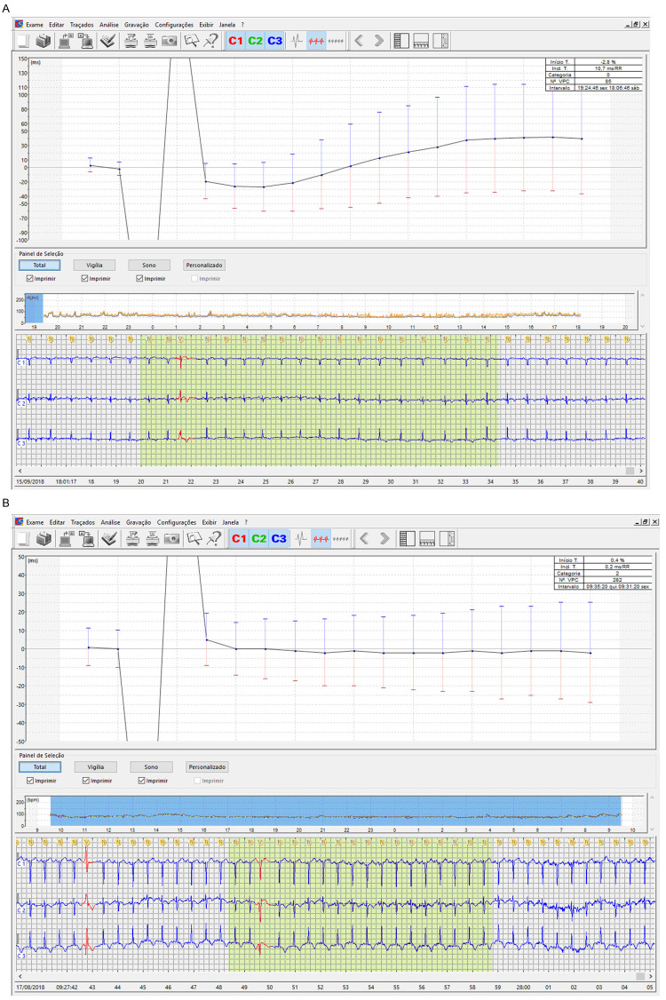 A
Exame Editar Traçados Análise Gravação Configurações Exibir Janela ?
C1 C2 C3
150 (ms)
130
110
100
90
80
70
60
50
40
30
20
10
0
-10
-20
-30
-40
-50
-60
-70
-90
-100
Início T. -2,8 %
Incl. T. 10,7 ms/RR
Categoria 0
Nº. VPC 85
Intervalo 19:24:46 sex 18:06:46 sáb
Painel de Seleção
Total Vigília Sono Personalizado
Imprimir Imprimir Imprimir Imprimir
200
100
0
19 20 21 22 23 0 1 2 3 4 5 6 7 8 9 10 11 12 13 14 15 16 17 18 19 20
C1
C2
C3
15/09/2018 18:01:17 18 19 20 21 22 23 24 25 26 27 28 29 30 31 32 33 34 35 36 37 38 39 40
B
Exame Editar Traçados Análise Gravação Configurações Exibir Janela ?
C1 C2 C3
50 (ms)
40
30
20
10
0
-10
-20
-30
-40
-50
Início T. 0,4 %
Incl. T. 0,2 ms/RR
Categoria 2
Nº. VPC 282
Intervalo 09:35:20 qui 09:31:20 sex
Painel de Seleção
Total Vigília Sono Personalizado
Imprimir Imprimir Imprimir Imprimir
200 (bpm)
100
0
9 10 11 12 13 14 15 16 17 18 19 20 21 22 23 0 1 2 3 4 5 6 7 8 9
C1
C2
C3
17/08/2018 09:27:42 43 44 45 46 47 48 49 50 51 52 53 54 55 56 57 58 59 28:00 01 02 03 04 05